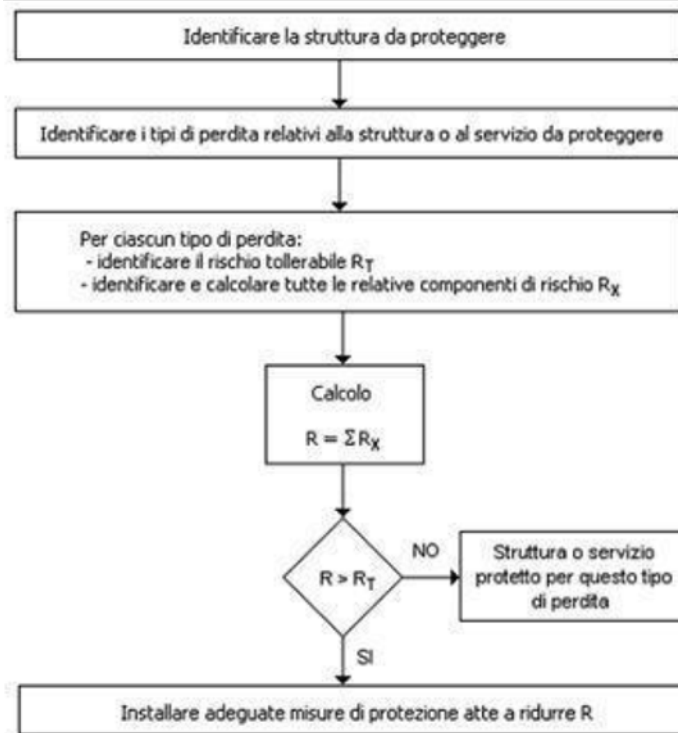 Identificare la struttura da proteggere
Identificare i tipi di perdita relativi alla struttura o al servizio da proteggere
Per ciascun tipo di perdita:
- identificare il rischio tollerabile RT
- identificare e calcolare tutte le relative componenti di rischio RX
Calcolo
R = ΣRX
R > RT
NO
Struttura o servizio
protetto per questo tipo
di perdita
SI
Installare adeguate misure di protezione atte a ridurre R